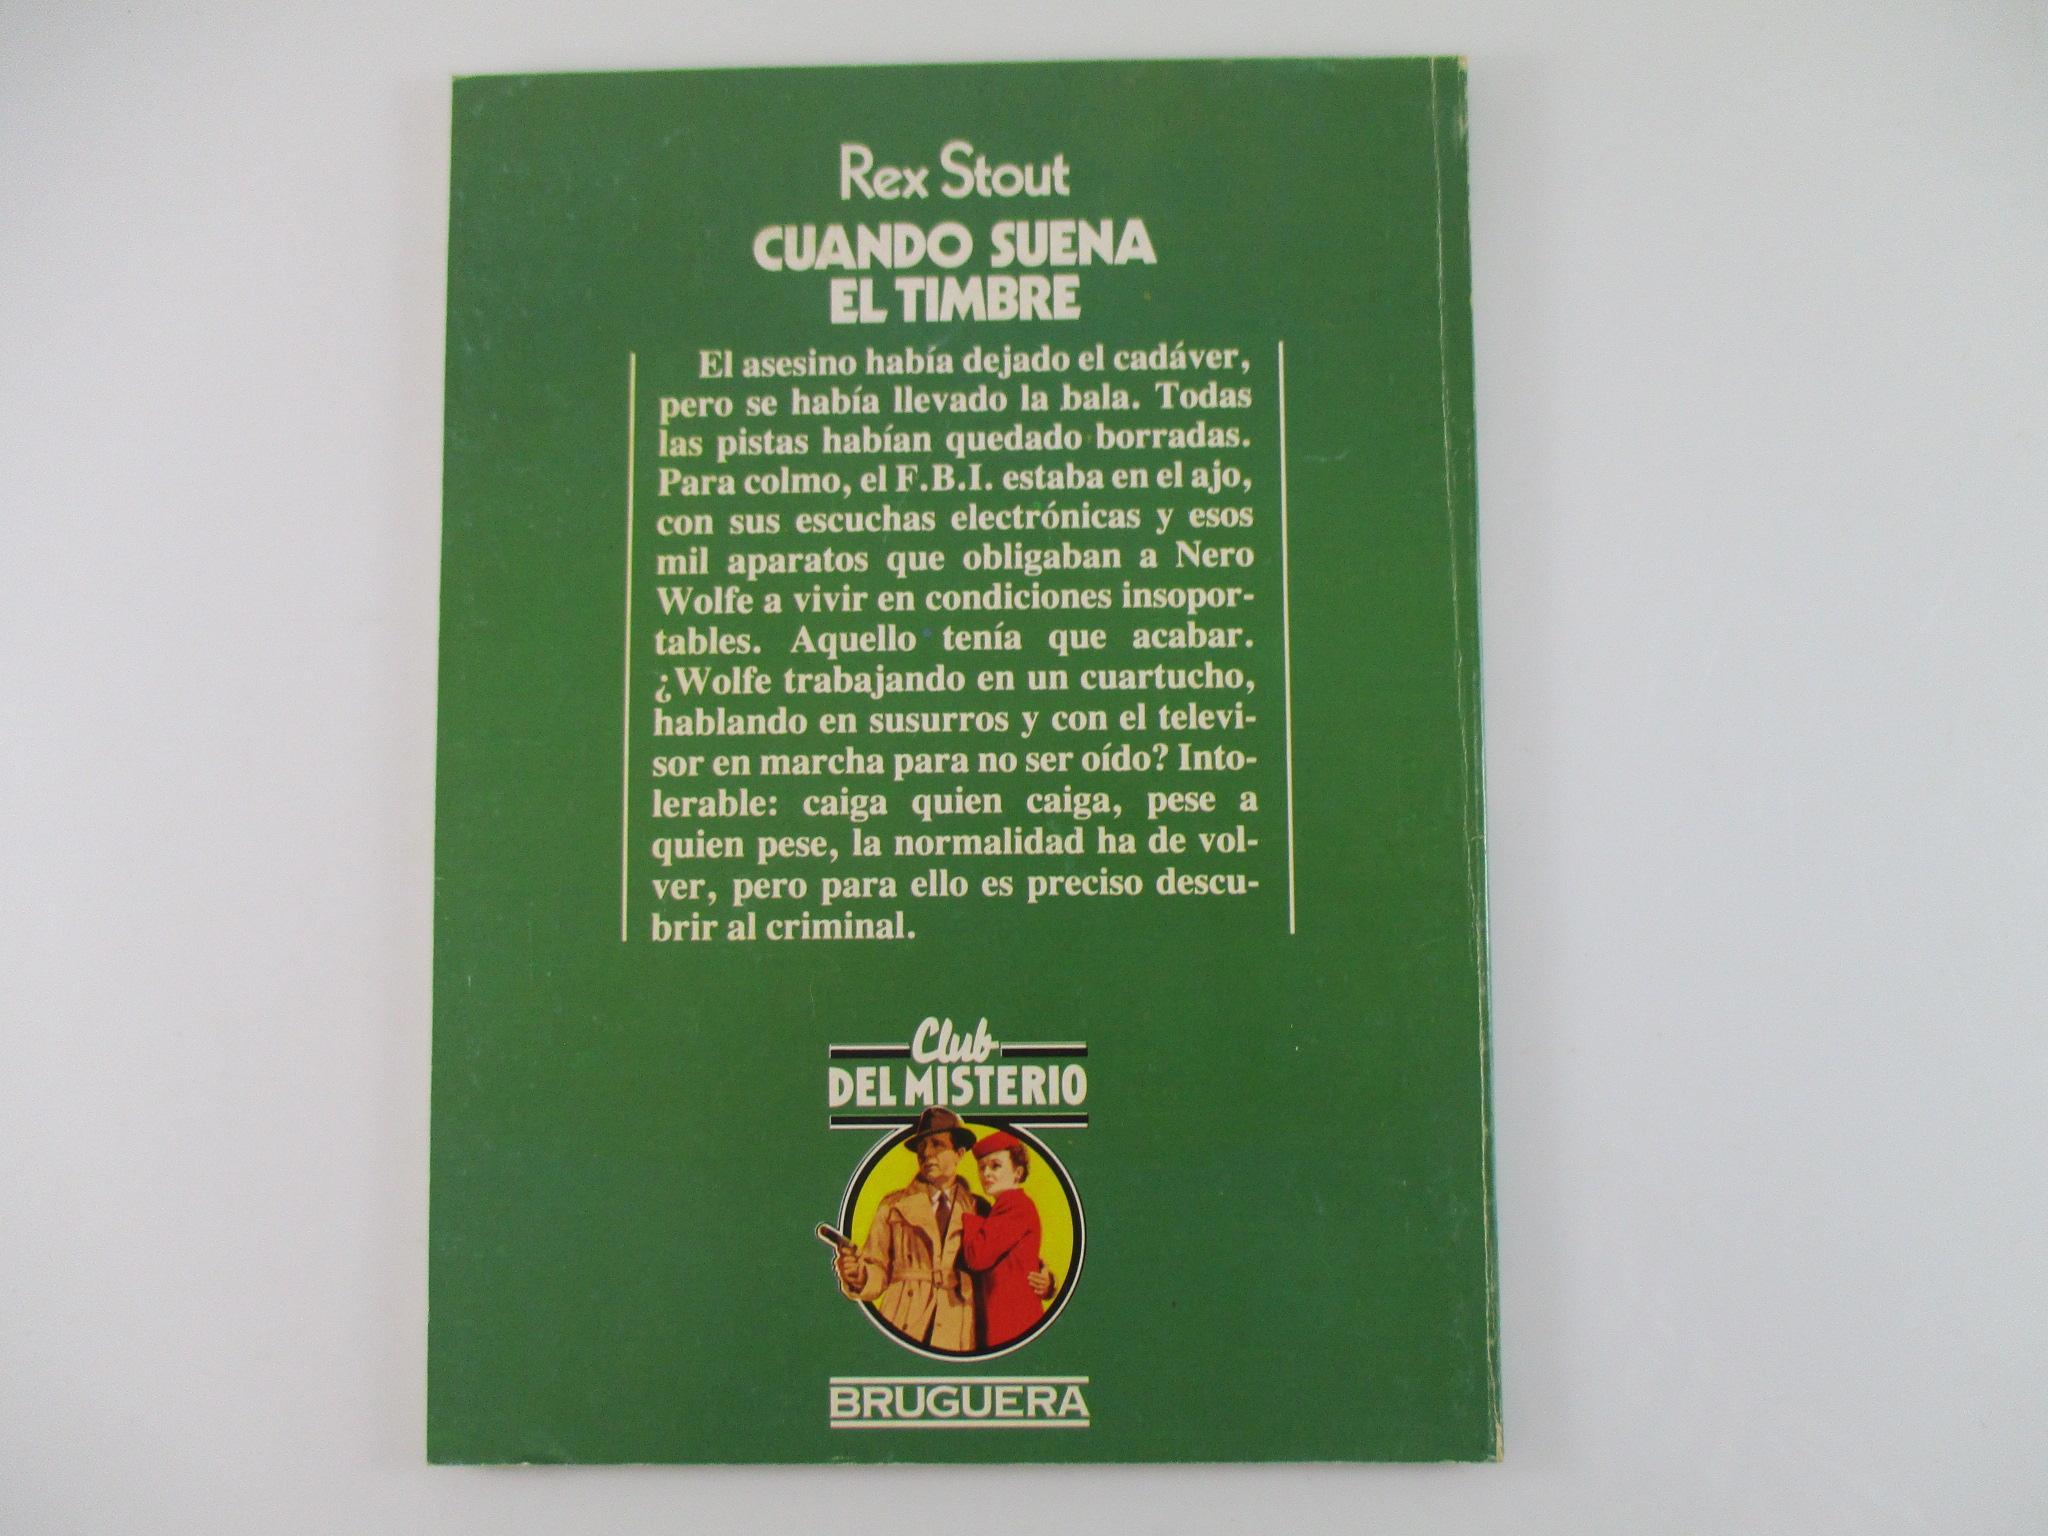 Rex Stout
CUANDO SUENA
EL TIMBRE
El asesino había dejado el cadáver,
pero se había llevado la bala. Todas
las pistas habían quedado borradas.
Para colmo, el F.B.I. estaba en el ajo,
con sus escuchas electrónicas y esos
mil aparatos que obligaban a Nero
Wolfe a vivir en condiciones insopor-
tables. Aquello tenía que acabar.
¿Wolfe trabajando en un cuartucho,
hablando en susurros y con el televi-
sor en marcha para no ser oído? Into-
lerable: caiga quien caiga, pese a
quien pese, la normalidad ha de vol-
ver, pero para ello es preciso descu-
brir al criminal.
Club
DEL MISTERIO
BRUGUERA